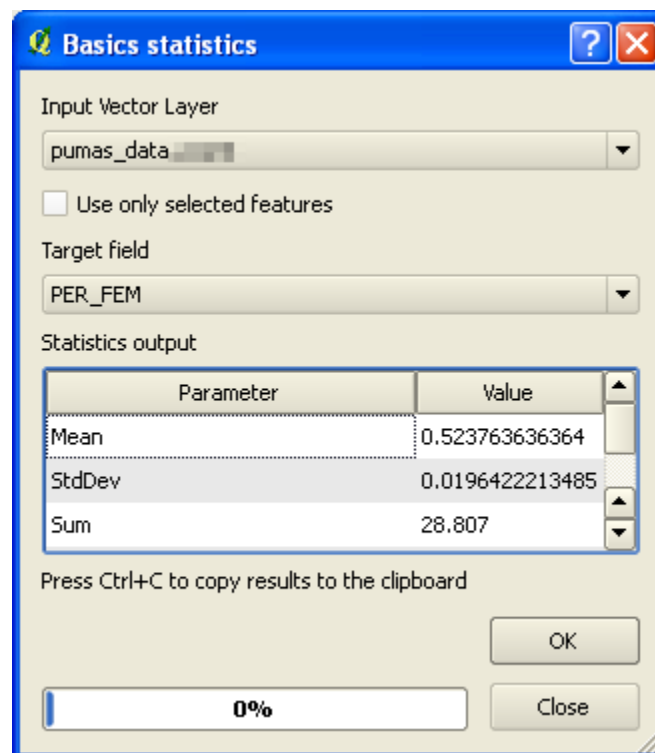 Basics statistics
Input Vector Layer
pumas_data
Use only selected features
Target field
PER_FEM
Statistics output
Parameter Value
Mean 0.523763636364
StdDev 0.0196422213485
Sum 28.807
Press Ctrl+C to copy results to the clipboard
OK
0% Close